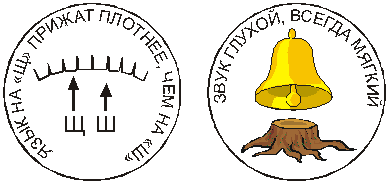 ЯЗЫК НА «Щ» ПРИЖАТ ПЛОТНЕЕ, ЧЕМ НА «Ш»
Щ Ш
ЗВУК ГЛУХОЙ, ВСЕГДА МЯГКИЙ